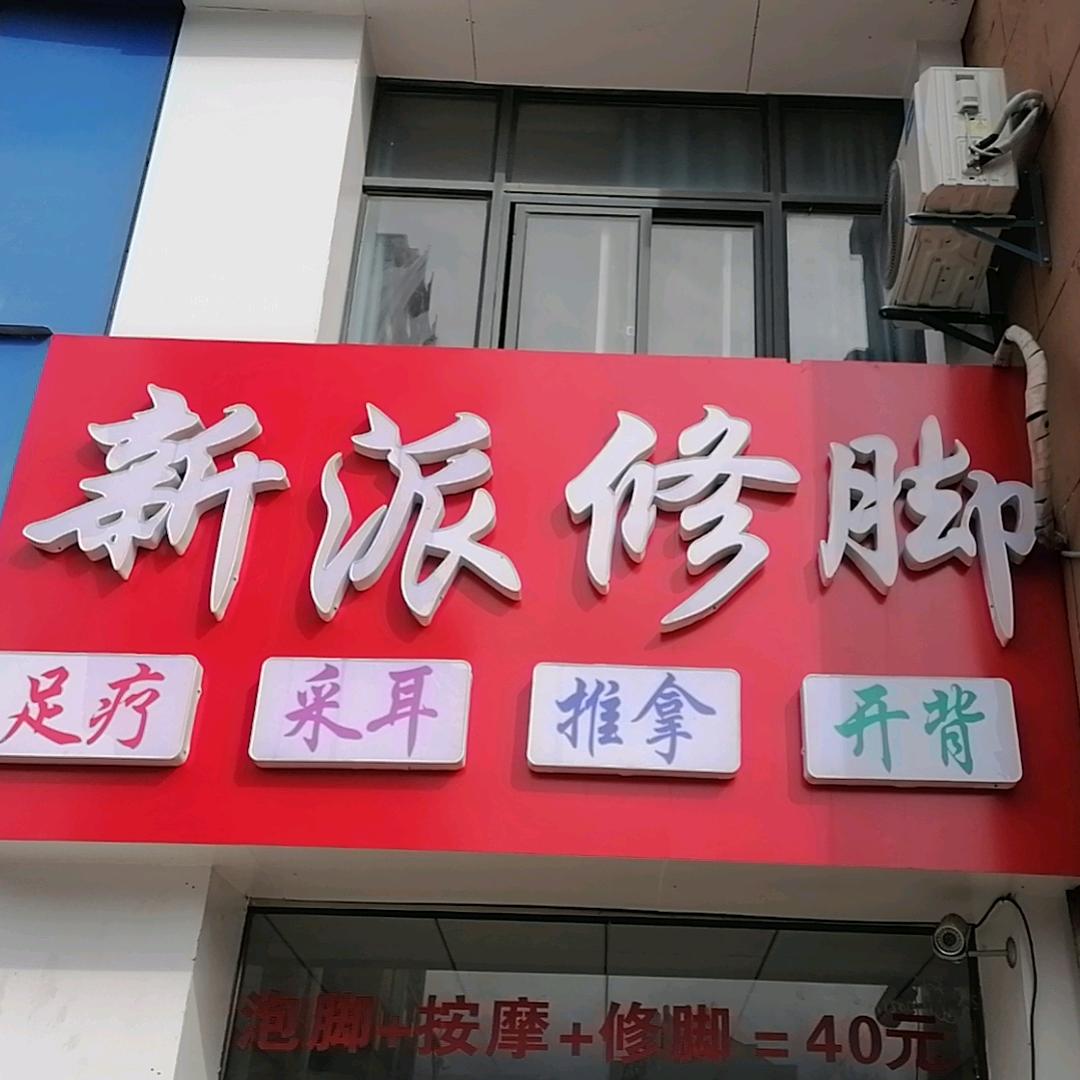 新派修脚
足疗 采耳 推拿 开背
泡脚+按摩+修脚=40元